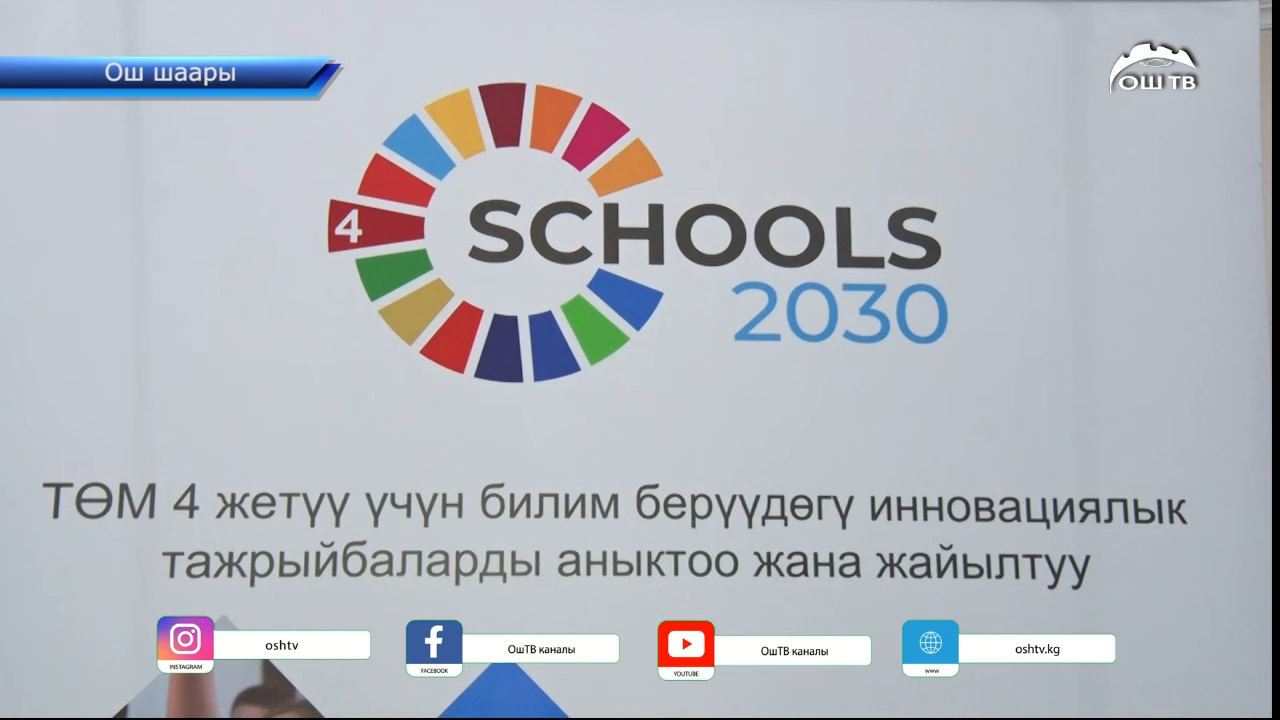 Ош шаары
ОШ ТВ
4
SCHOOLS
2030
ТӨМ 4 жетүү үчүн билим берүүдөгү инновациялык
тажрыйбаларды аныктоо жана жайылтуу
INSTAGRAM
oshtv
FACEBOOK
ОшТВ каналы
YOUTUBE
ОшТВ каналы
www
oshtv.kg